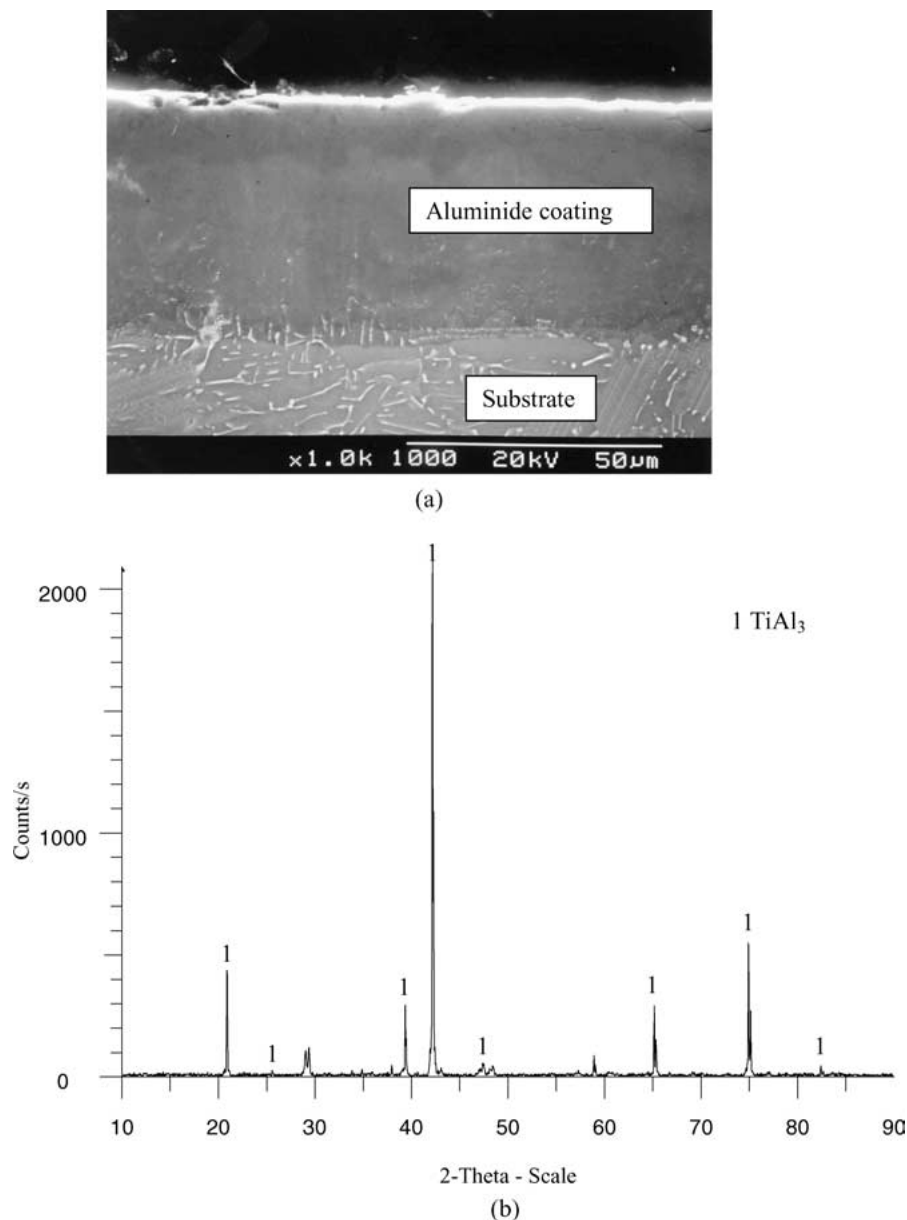 Aluminide coating
Substrate
×1.0k 1000 20kV 50µm
(a)
1
2000
1 TiAl₃
Counts/s
1000
1
1
1
1
1
1
1
0
10 20 30 40 50 60 70 80 90
2-Theta - Scale
(b)